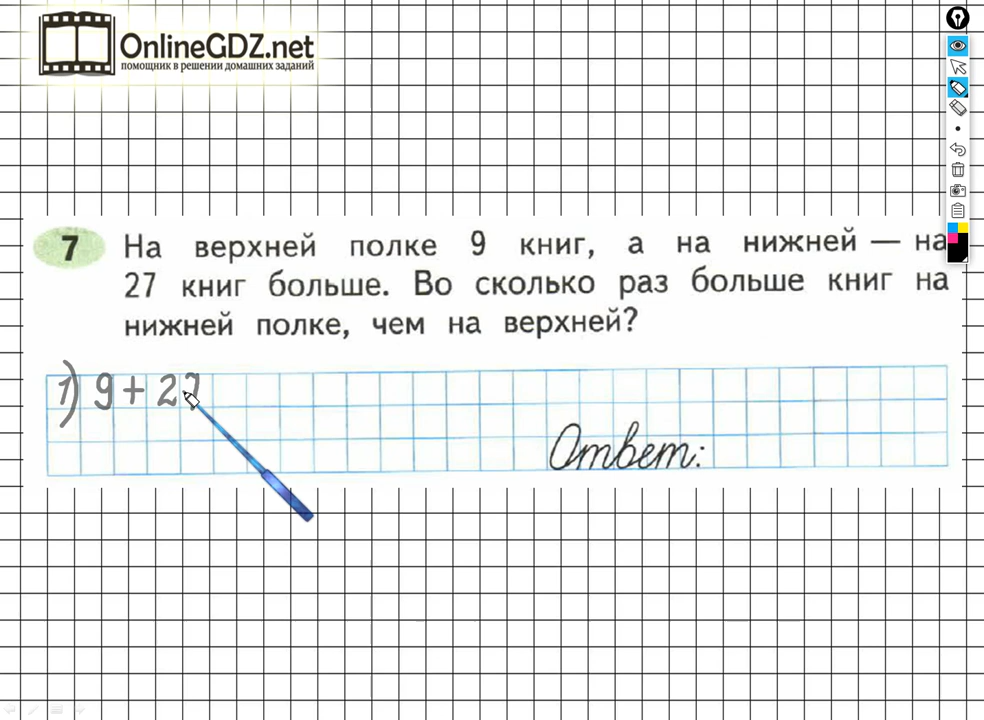 OnlineGDZ.net
помощник в решении домашних заданий
7 На верхней полке 9 книг, а на нижней — на
27 книг больше. Во сколько раз больше книг на
нижней полке, чем на верхней?
1) 9 + 27
Ответ: